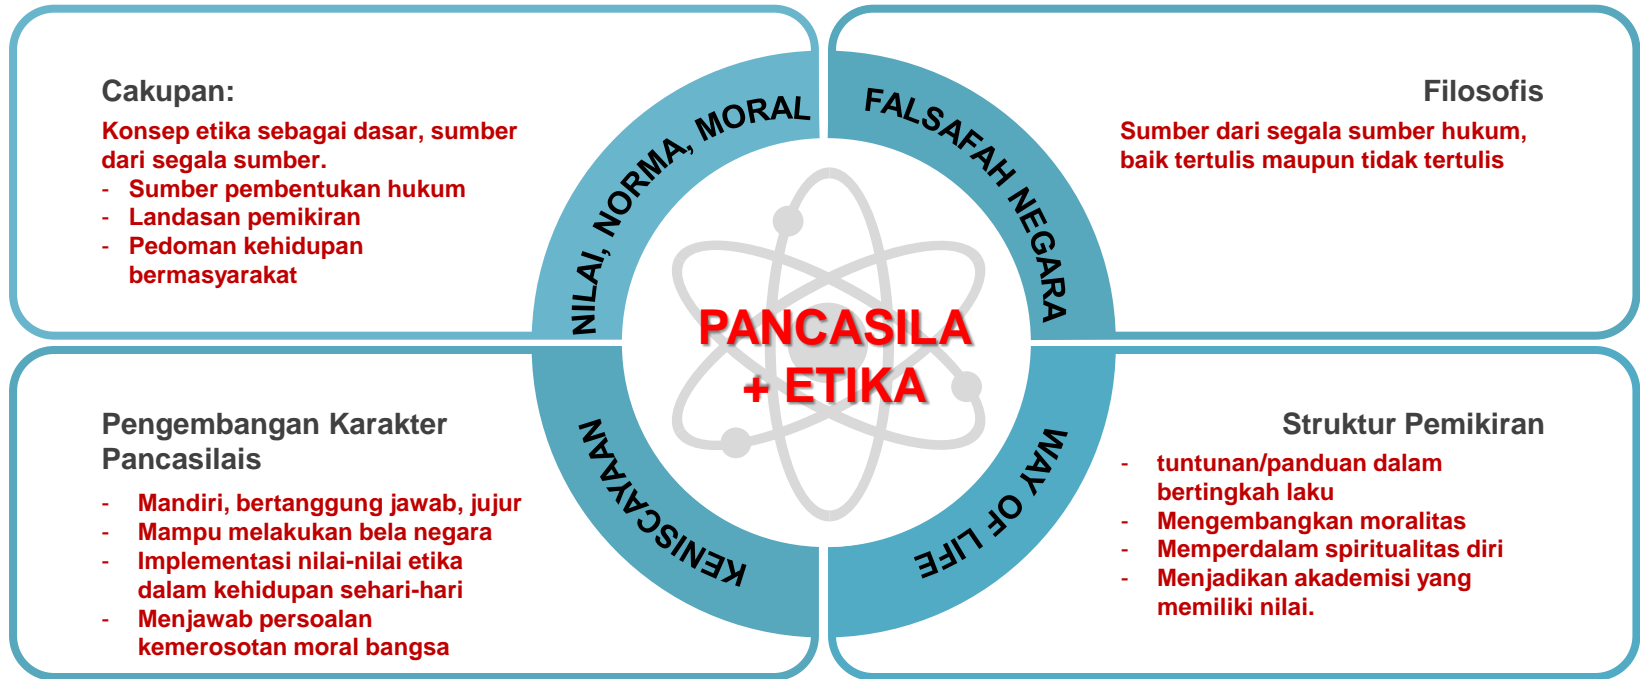 Cakupan:
Konsep etika sebagai dasar, sumber
dari segala sumber.
- Sumber pembentukan hukum
- Landasan pemikiran
- Pedoman kehidupan
bermasyarakat
NILAI, NORMA, MORAL
FALSAFAH NEGARA
Filosofis
Sumber dari segala sumber hukum,
baik tertulis maupun tidak tertulis
PANCASILA
+ ETIKA
Pengembangan Karakter
Pancasilais
- Mandiri, bertanggung jawab, jujur
- Mampu melakukan bela negara
- Implementasi nilai-nilai etika
dalam kehidupan sehari-hari
- Menjawab persoalan
kemerosotan moral bangsa
KENISCAYAAN
WAY OF LIFE
Struktur Pemikiran
- tuntunan/panduan dalam
bertingkah laku
- Mengembangkan moralitas
- Memperdalam spiritualitas diri
- Menjadikan akademisi yang
memiliki nilai.